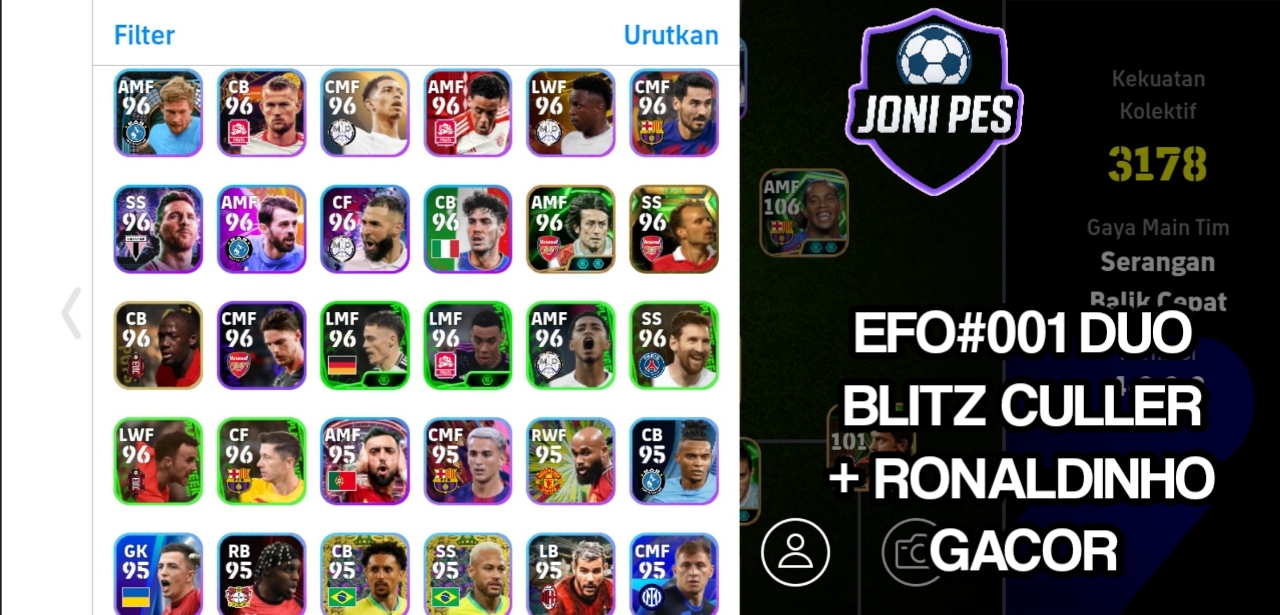 Filter
Urutkan
AMF 96
CB 96
CMF 96
AMF 96
LWF 96
CMF 96
SS 96
AMF 96
CF 96
CB 96
AMF 96
SS 96
CB 96
CMF 96
LMF 96
LMF 96
AMF 96
SS 96
LWF 96
CF 96
AMF 95
CMF 95
RWF 95
CB 95
GK 95
RB 95
CB 95
SS 95
LB 95
CMF 95
AMF
106
101
JONI PES
Kekuatan
Kolektif
3178
Gaya Main Tim
Serangan
Balik Cepat
EFO#001 DUO
BLITZ CULLER
+ RONALDINHO
GACOR